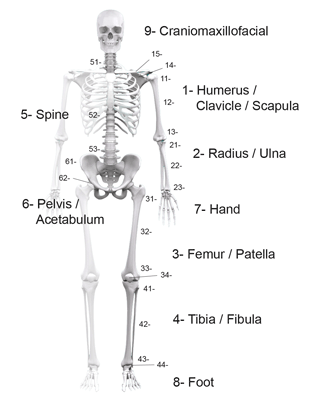 9- Craniomaxillofacial
15-
51-
14-
11-
1- Humerus /
Clavicle / Scapula
12-
5- Spine
52-
13-
21-
53-
2- Radius / Ulna
61-
22-
62-
23-
31-
6- Pelvis /
Acetabulum
7- Hand
32-
3- Femur / Patella
33-
34-
41-
4- Tibia / Fibula
42-
43-
44-
8- Foot